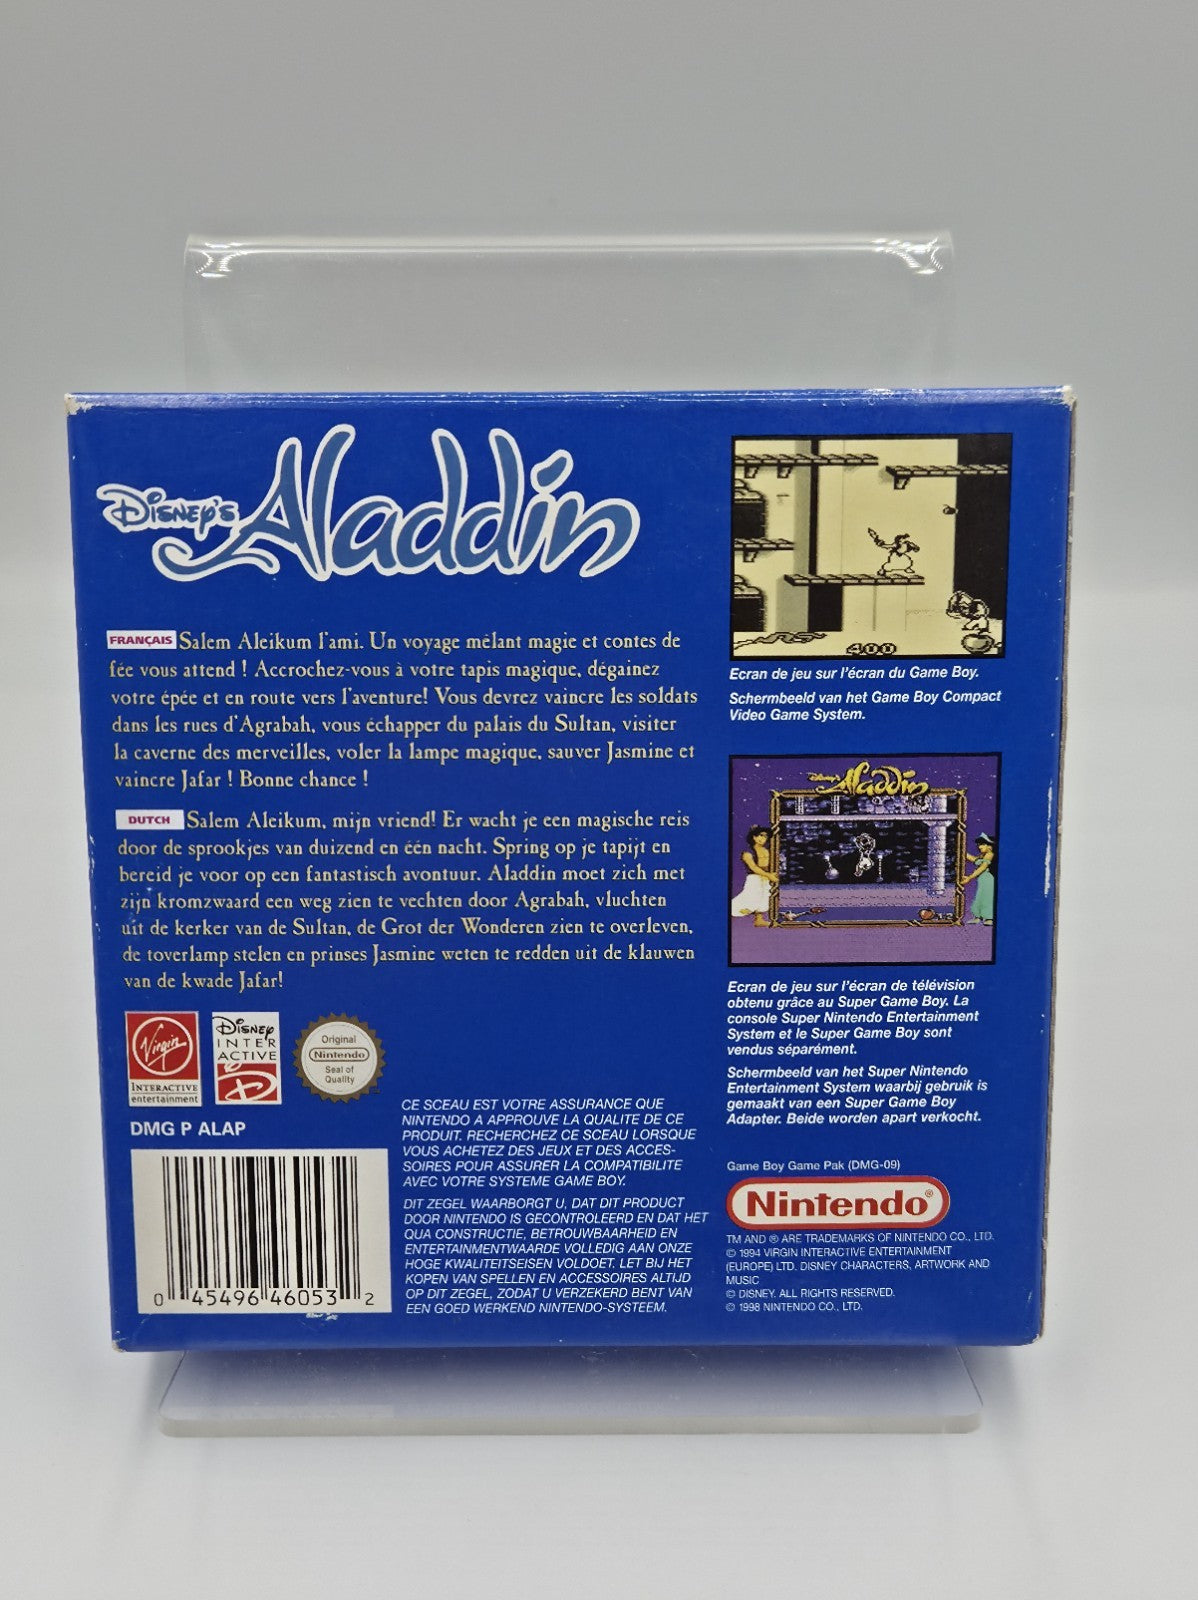 Disney's Aladdin
FRANÇAIS Salem Aleikum l'ami. Un voyage mêlant magie et contes de
fée vous attend ! Accrochez-vous à votre tapis magique, dégainez
votre épée et en route vers l'aventure! Vous devrez vaincre les soldats
dans les rues d'Agrabah, vous échapper du palais du Sultan, visiter
la caverne des merveilles, voler la lampe magique, sauver Jasmine et
vaincre Jafar ! Bonne chance !
DUTCH Salem Aleikum, mijn vriend! Er wacht je een magische reis
door de sprookjes van duizend en één nacht. Spring op je tapijt en
bereid je voor op een fantastisch avontuur. Aladdin moet zich met
zijn kromzwaard een weg zien te vechten door Agrabah, vluchten
uit de kerker van de Sultan, de Grot der Wonderen zien te overleven,
de toverlamp stelen en prinses Jasmine weten te redden uit de klauwen
van de kwade Jafar!
Virgin
INTERACTIVE
entertainment
DISNEY
INTER
ACTIVE
D
Original
Nintendo
Seal of
Quality
DMG P ALAP
0 45496 46053 2
CE SCEAU EST VOTRE ASSURANCE QUE
NINTENDO A APPROUVE LA QUALITE DE CE
PRODUIT. RECHERCHEZ CE SCEAU LORSQUE
VOUS ACHETEZ DES JEUX ET DES ACCES-
SOIRES POUR ASSURER LA COMPATIBILITE
AVEC VOTRE SYSTEME GAME BOY.
DIT ZEGEL WAARBORGT U, DAT DIT PRODUCT
DOOR NINTENDO IS GECONTROLEERD EN DAT HET
QUA CONSTRUCTIE, BETROUWBAARHEID EN
ENTERTAINMENTWAARDE VOLLEDIG AAN ONZE
HOGE KWALITEITSEISEN VOLDOET. LET BIJ HET
KOPEN VAN SPELLEN EN ACCESSOIRES ALTIJD
OP DIT ZEGEL, ZODAT U VERZEKERD BENT VAN
EEN GOED WERKEND NINTENDO-SYSTEEM.
400
Ecran de jeu sur l'écran du Game Boy.
Schermbeeld van het Game Boy Compact
Video Game System.
Disney's Aladdin
Ecran de jeu sur l'écran de télévision
obtenu grâce au Super Game Boy. La
console Super Nintendo Entertainment
System et le Super Game Boy sont
vendus séparément.
Schermbeeld van het Super Nintendo
Entertainment System waarbij gebruik is
gemaakt van een Super Game Boy
Adapter. Beide worden apart verkocht.
Game Boy Game Pak (DMG-09)
Nintendo®
TM AND ® ARE TRADEMARKS OF NINTENDO CO., LTD.
© 1994 VIRGIN INTERACTIVE ENTERTAINMENT
(EUROPE) LTD. DISNEY CHARACTERS, ARTWORK AND
MUSIC
© DISNEY. ALL RIGHTS RESERVED.
© 1998 NINTENDO CO., LTD.